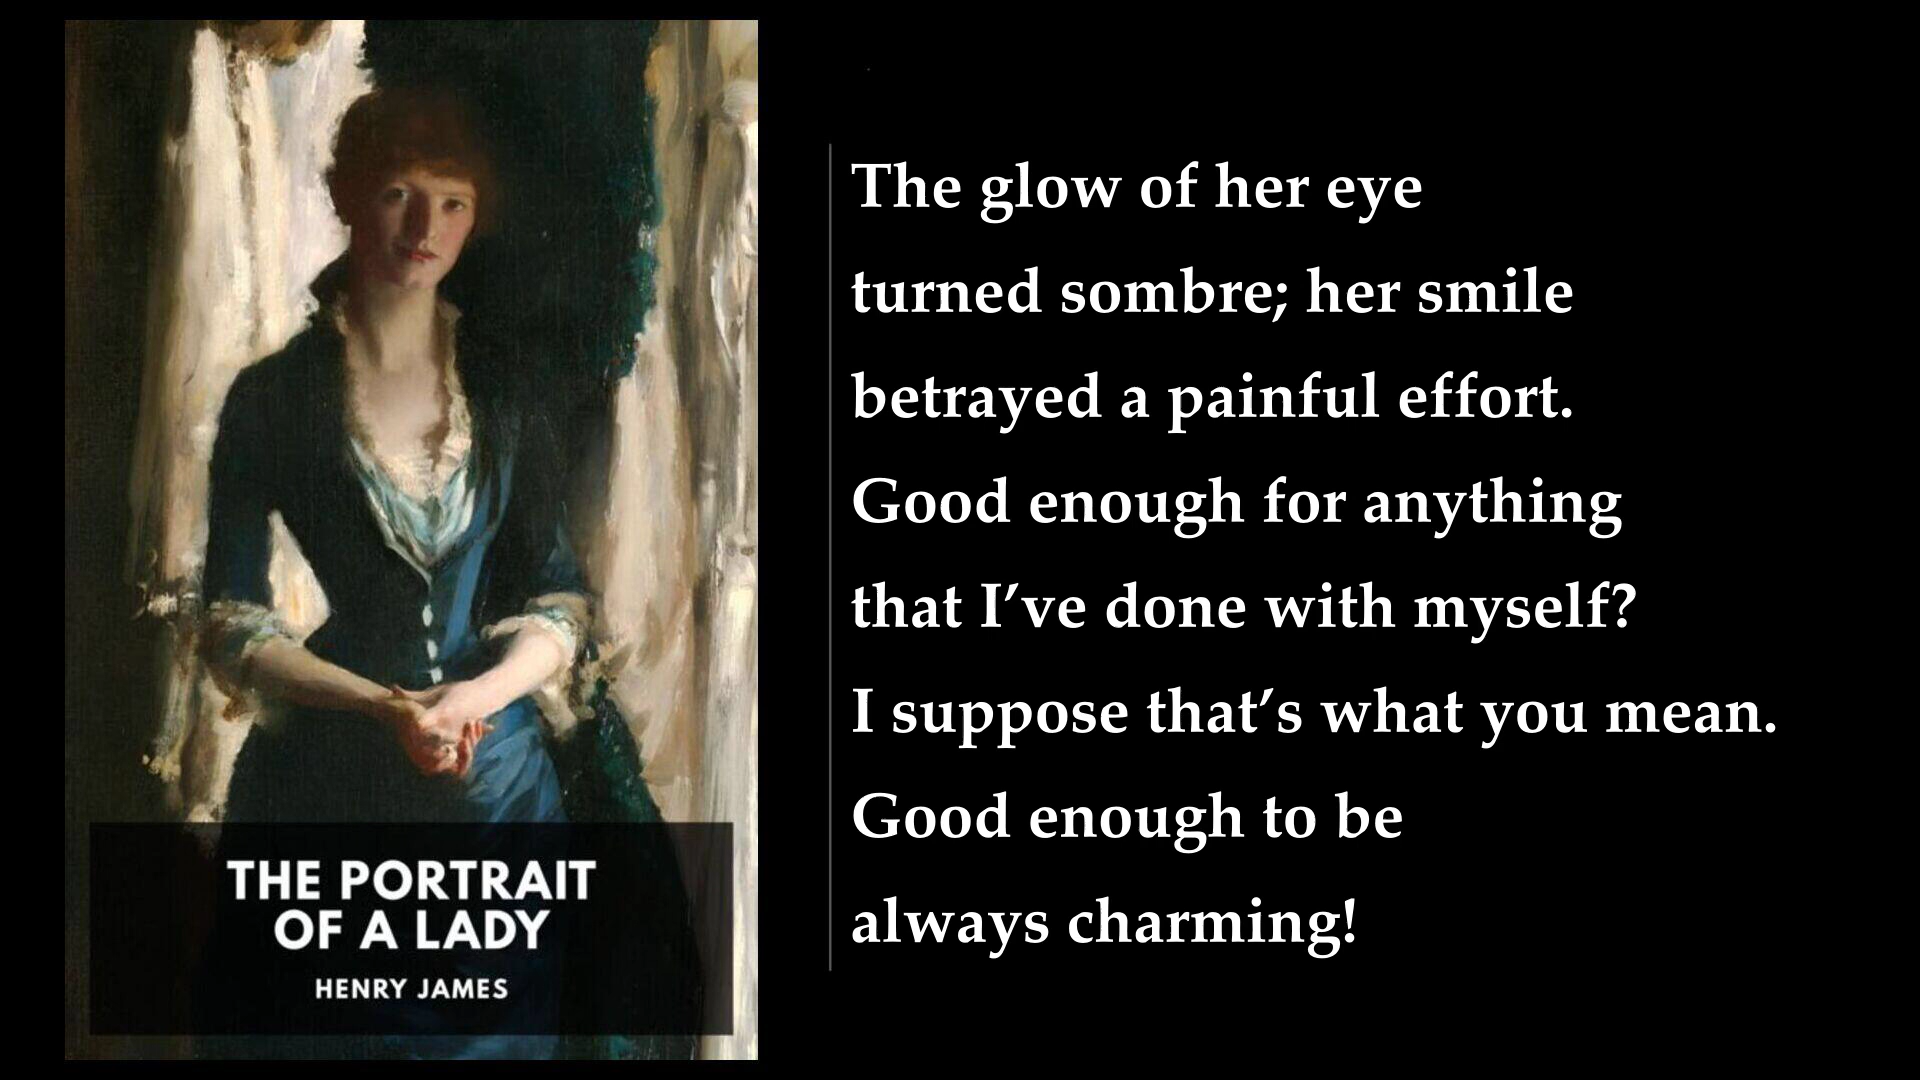 THE PORTRAIT
OF A LADY
HENRY JAMES
The glow of her eye
turned sombre; her smile
betrayed a painful effort.
Good enough for anything
that I’ve done with myself?
I suppose that’s what you mean.
Good enough to be
always charming!